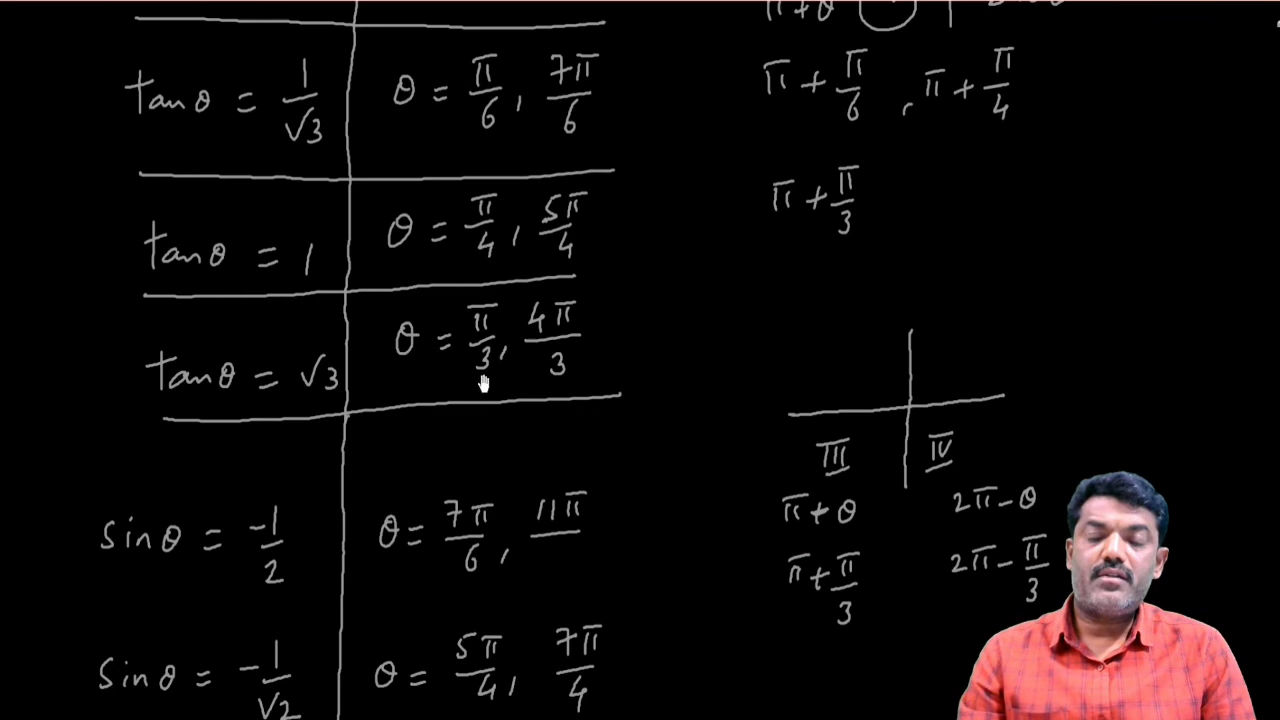 π+θ
tanθ = 1/√3 θ = π/6, 7π/6
π + π/6, π + π/4
tanθ = 1 θ = π/4, 5π/4
π + π/3
tanθ = √3 θ = π/3, 4π/3
III IV
π+θ 2π-θ
sinθ = -1/2 θ = 7π/6, 11π/
π+π/3 2π-π/3
sinθ = -1/√2 θ = 5π/4, 7π/4